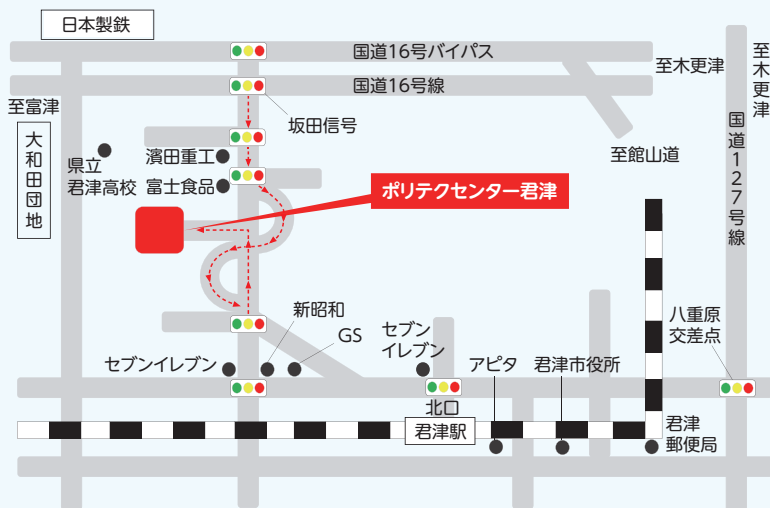 日本製鉄
国道16号バイパス
国道16号線
至木更津
至木更津
至富津
坂田信号
国道127号線
大和田団地
県立
君津高校
濱田重工
富士食品
至館山道
ポリテクセンター君津
新昭和
GS
セブン
イレブン
八重原
交差点
セブンイレブン
アピタ
君津市役所
北口
君津駅
君津
郵便局